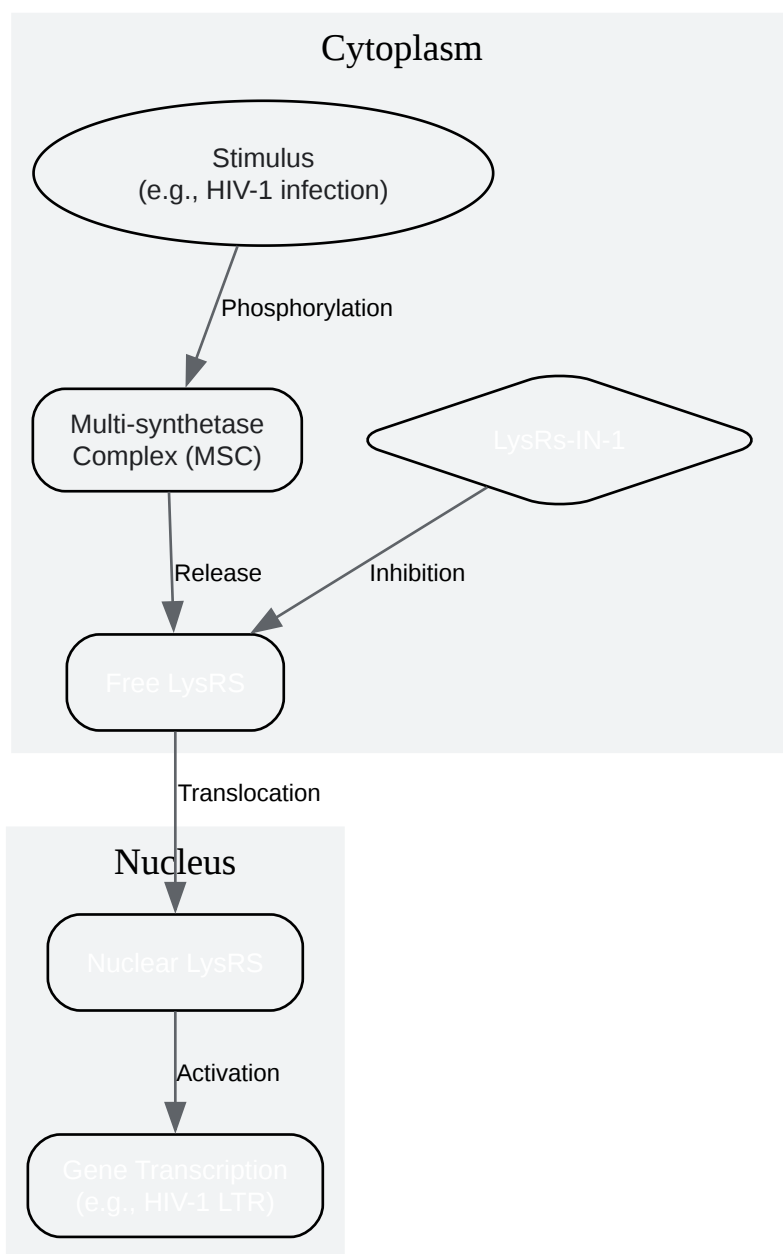 Cytoplasm
Stimulus
(e.g., HIV-1 infection)
Phosphorylation
Multi-synthetase
Complex (MSC)
LysRs-IN-1
Release
Inhibition
Free LysRS
Translocation
Nucleus
Nuclear LysRS
Activation
Gene Transcription
(e.g., HIV-1 LTR)